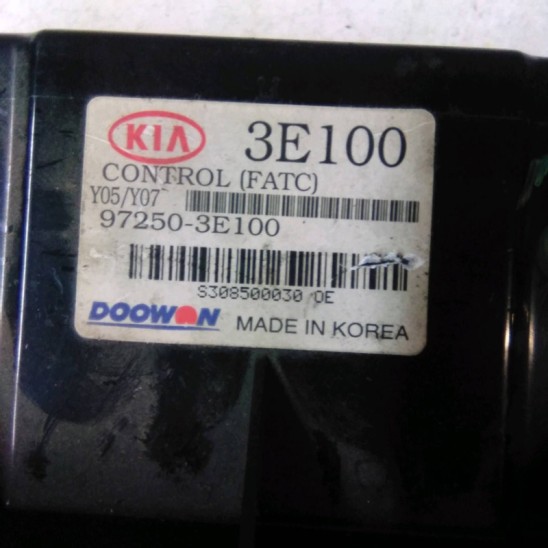 KIA 3E100
CONTROL (FATC)
Y05/Y07
97250-3E100
S308500030 OE
DOOWON MADE IN KOREA